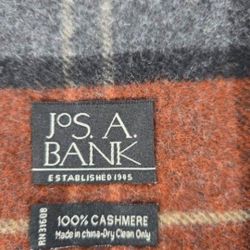 JOS. A.
BANK
ESTABLISHED 1905
RN31608
100% CASHMERE
Made in china-Dry Clean Only